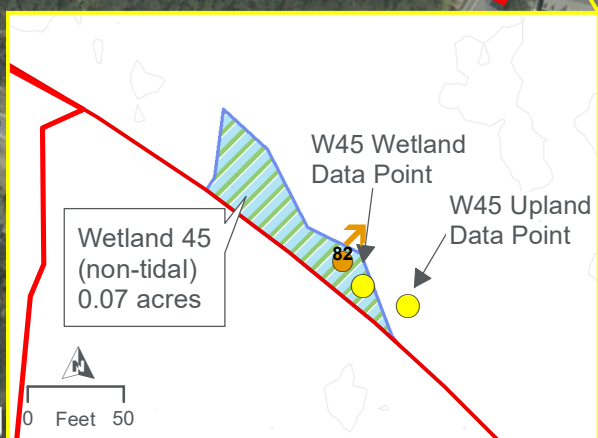 W45 Wetland
Data Point
W45 Upland
Data Point
82
Wetland 45
(non-tidal)
0.07 acres
N
0 Feet 50